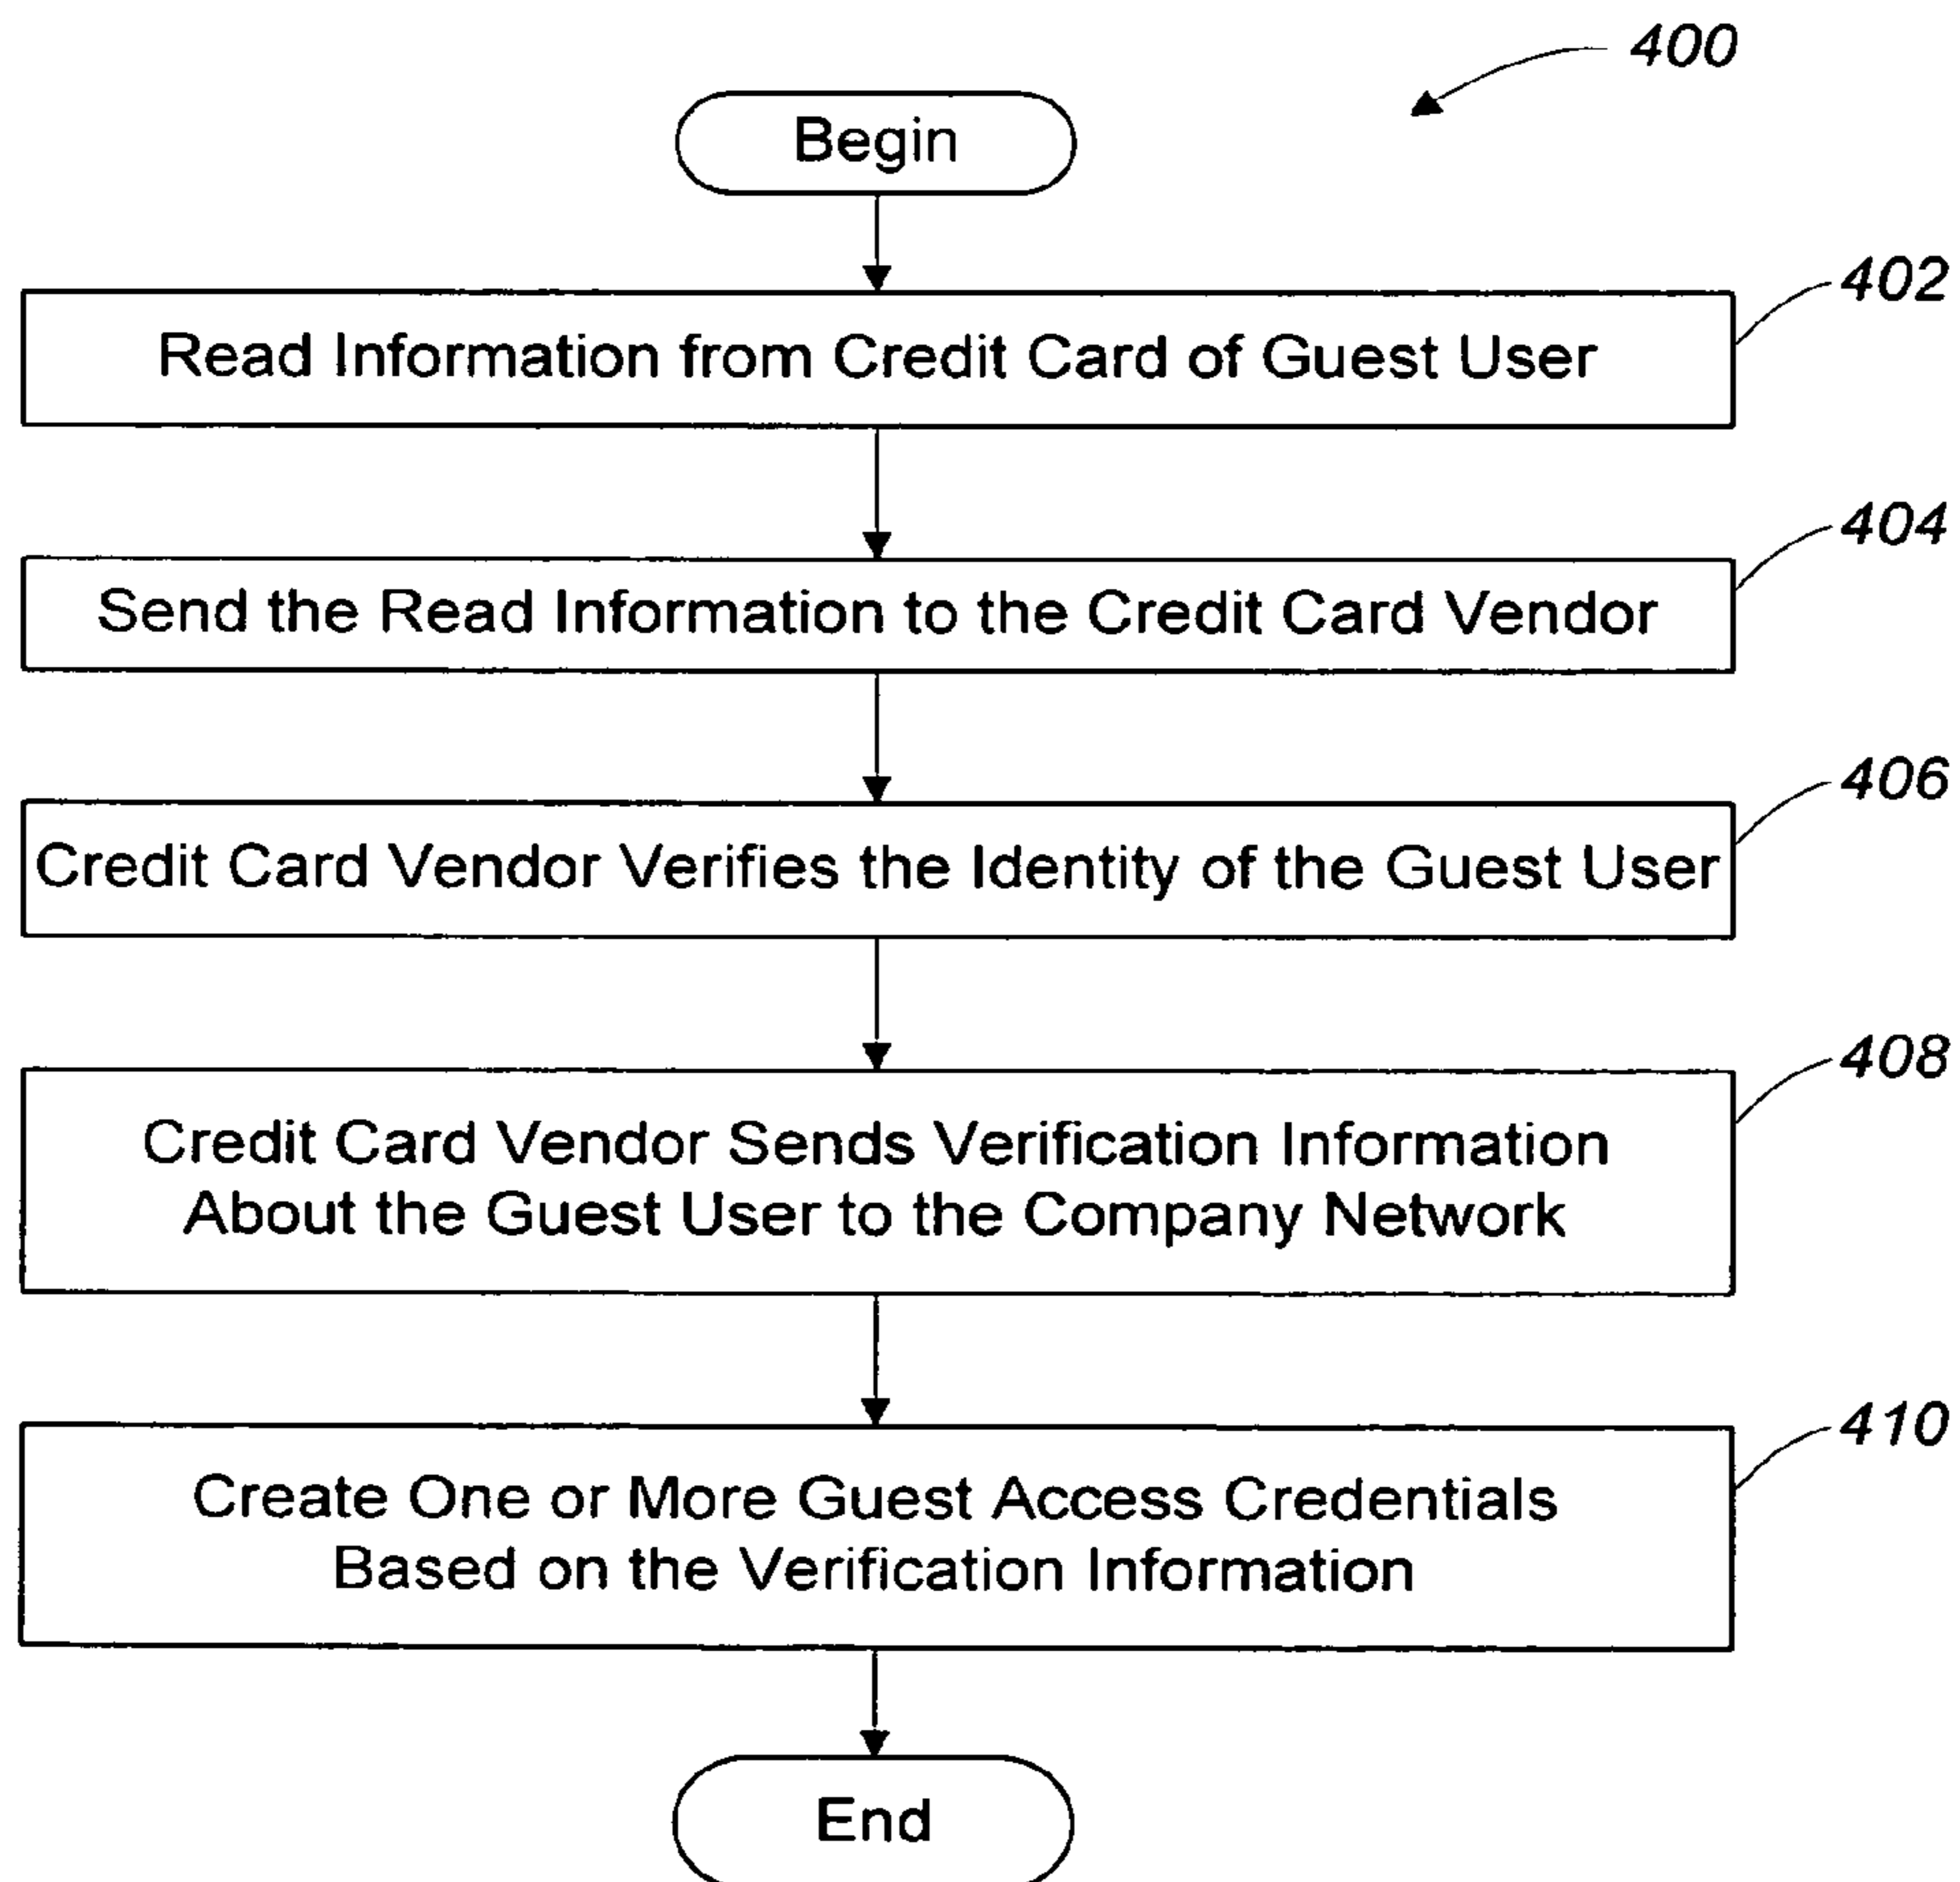 400
Begin
402
Read Information from Credit Card of Guest User
404
Send the Read Information to the Credit Card Vendor
406
Credit Card Vendor Verifies the Identity of the Guest User
408
Credit Card Vendor Sends Verification Information
About the Guest User to the Company Network
410
Create One or More Guest Access Credentials
Based on the Verification Information
End